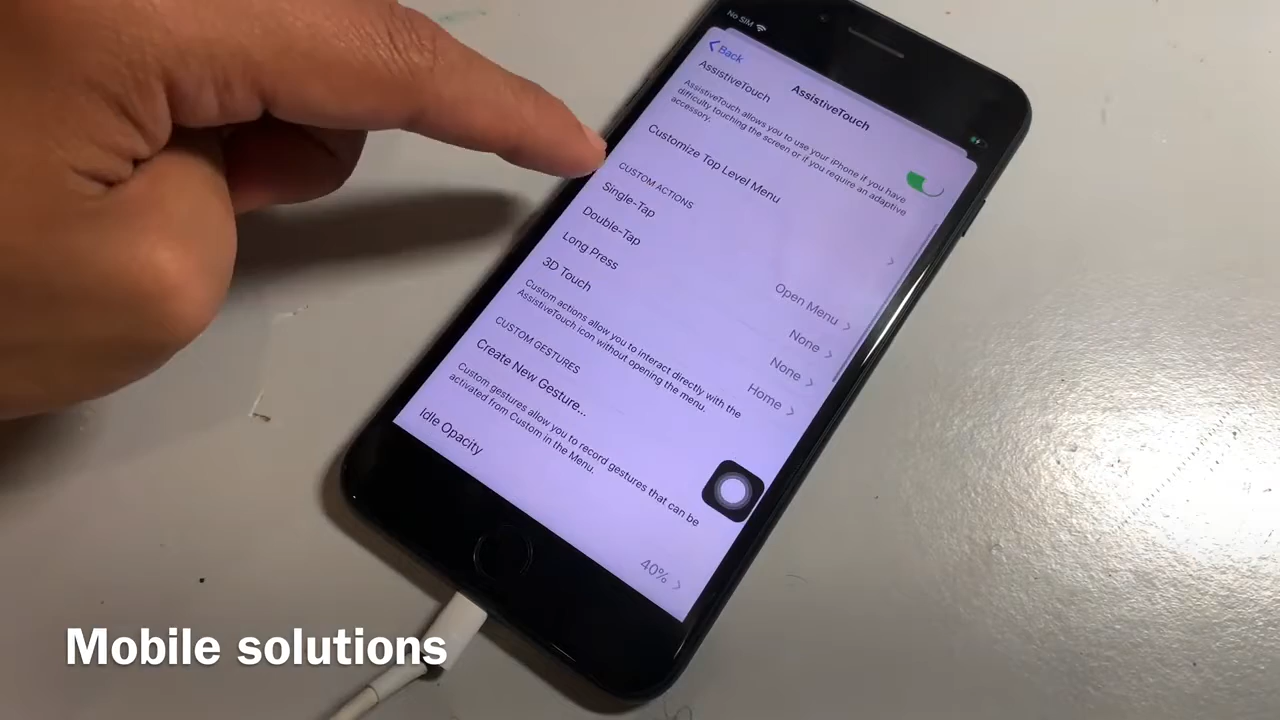 No SIM
Back
AssistiveTouch
AssistiveTouch
AssistiveTouch allows you to use your iPhone if you have
difficulty touching the screen or if you require an adaptive
accessory.
Customize Top Level Menu
CUSTOM ACTIONS
Single-Tap
Open Menu
Double-Tap
None
Long Press
None
3D Touch
Home
Custom actions allow you to interact directly with the
AssistiveTouch icon without opening the menu.
CUSTOM GESTURES
Create New Gesture...
Custom gestures allow you to record gestures that can be
activated from Custom in the Menu.
Idle Opacity
40%
Mobile solutions